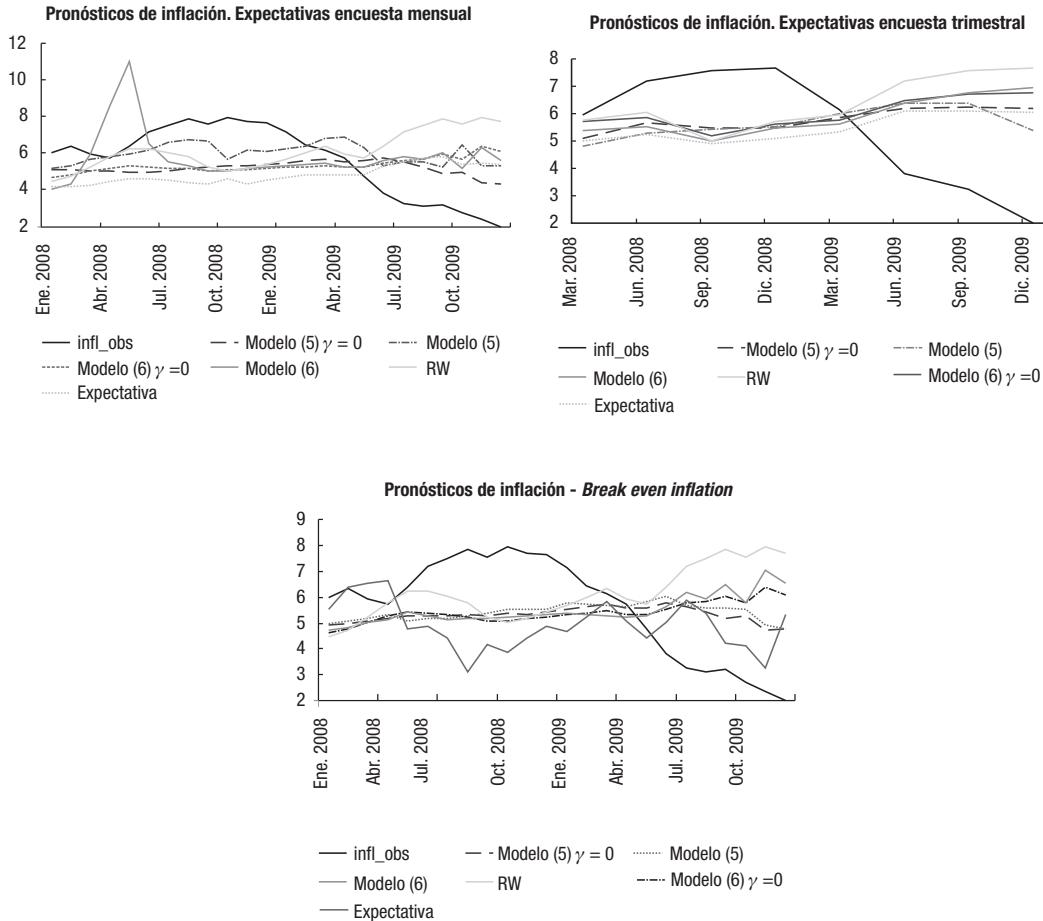 Pronósticos de inflación. Expectativas encuesta mensual
12
10
8
6
4
2
Ene. 2008
Abr. 2008
Jul. 2008
Oct. 2008
Ene. 2009
Abr. 2009
Jul. 2009
Oct. 2009
infl_obs
Modelo (5) γ = 0
Modelo (5)
Modelo (6) γ =0
Modelo (6)
RW
Expectativa
Pronósticos de inflación. Expectativas encuesta trimestral
8
7
6
5
4
3
2
Mar. 2008
Jun. 2008
Sep. 2008
Dic. 2008
Mar. 2009
Jun. 2009
Sep. 2009
Dic. 2009
infl_obs
Modelo (5) γ =0
Modelo (5)
Modelo (6)
RW
Modelo (6) γ =0
Expectativa
Pronósticos de inflación - Break even inflation
9
8
7
6
5
4
3
2
Ene. 2008
Abr. 2008
Jul. 2008
Oct. 2008
Ene. 2009
Abr. 2009
Jul. 2009
Oct. 2009
infl_obs
Modelo (5) γ = 0
Modelo (5)
Modelo (6)
RW
Modelo (6) γ =0
Expectativa